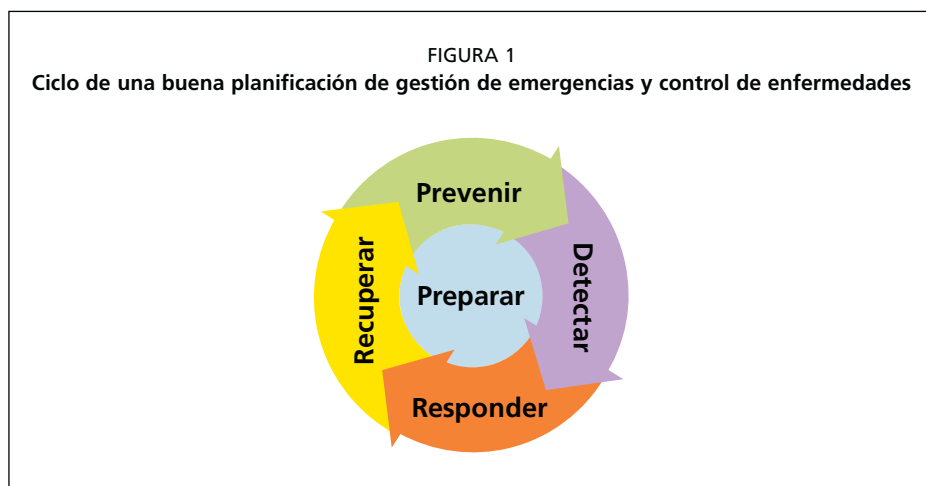 FIGURA 1
Ciclo de una buena planificación de gestión de emergencias y control de enfermedades
Prevenir
Detectar
Preparar
Recuperar
Responder